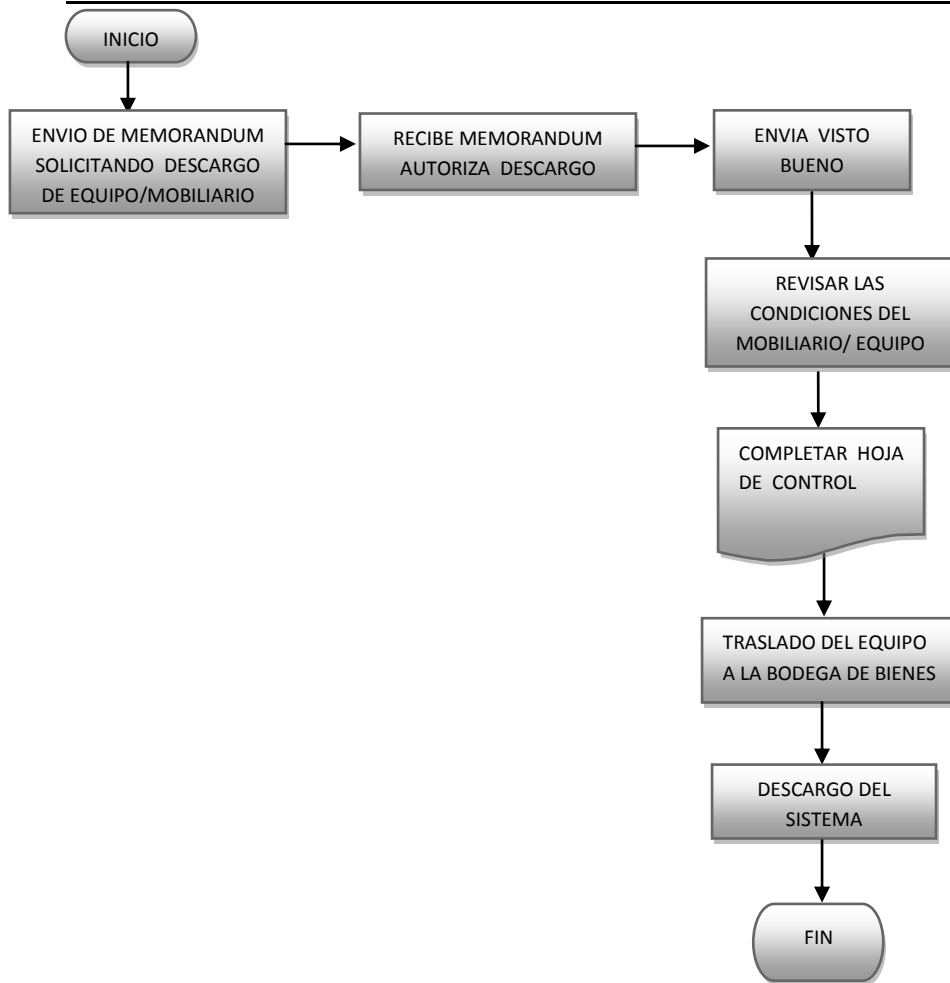 INICIO
ENVIO DE MEMORANDUM
SOLICITANDO DESCARGO
DE EQUIPO/MOBILIARIO
RECIBE MEMORANDUM
AUTORIZA DESCARGO
ENVIA VISTO
BUENO
REVISAR LAS
CONDICIONES DEL
MOBILIARIO/ EQUIPO
COMPLETAR HOJA
DE CONTROL
TRASLADO DEL EQUIPO
A LA BODEGA DE BIENES
DESCARGO DEL
SISTEMA
FIN